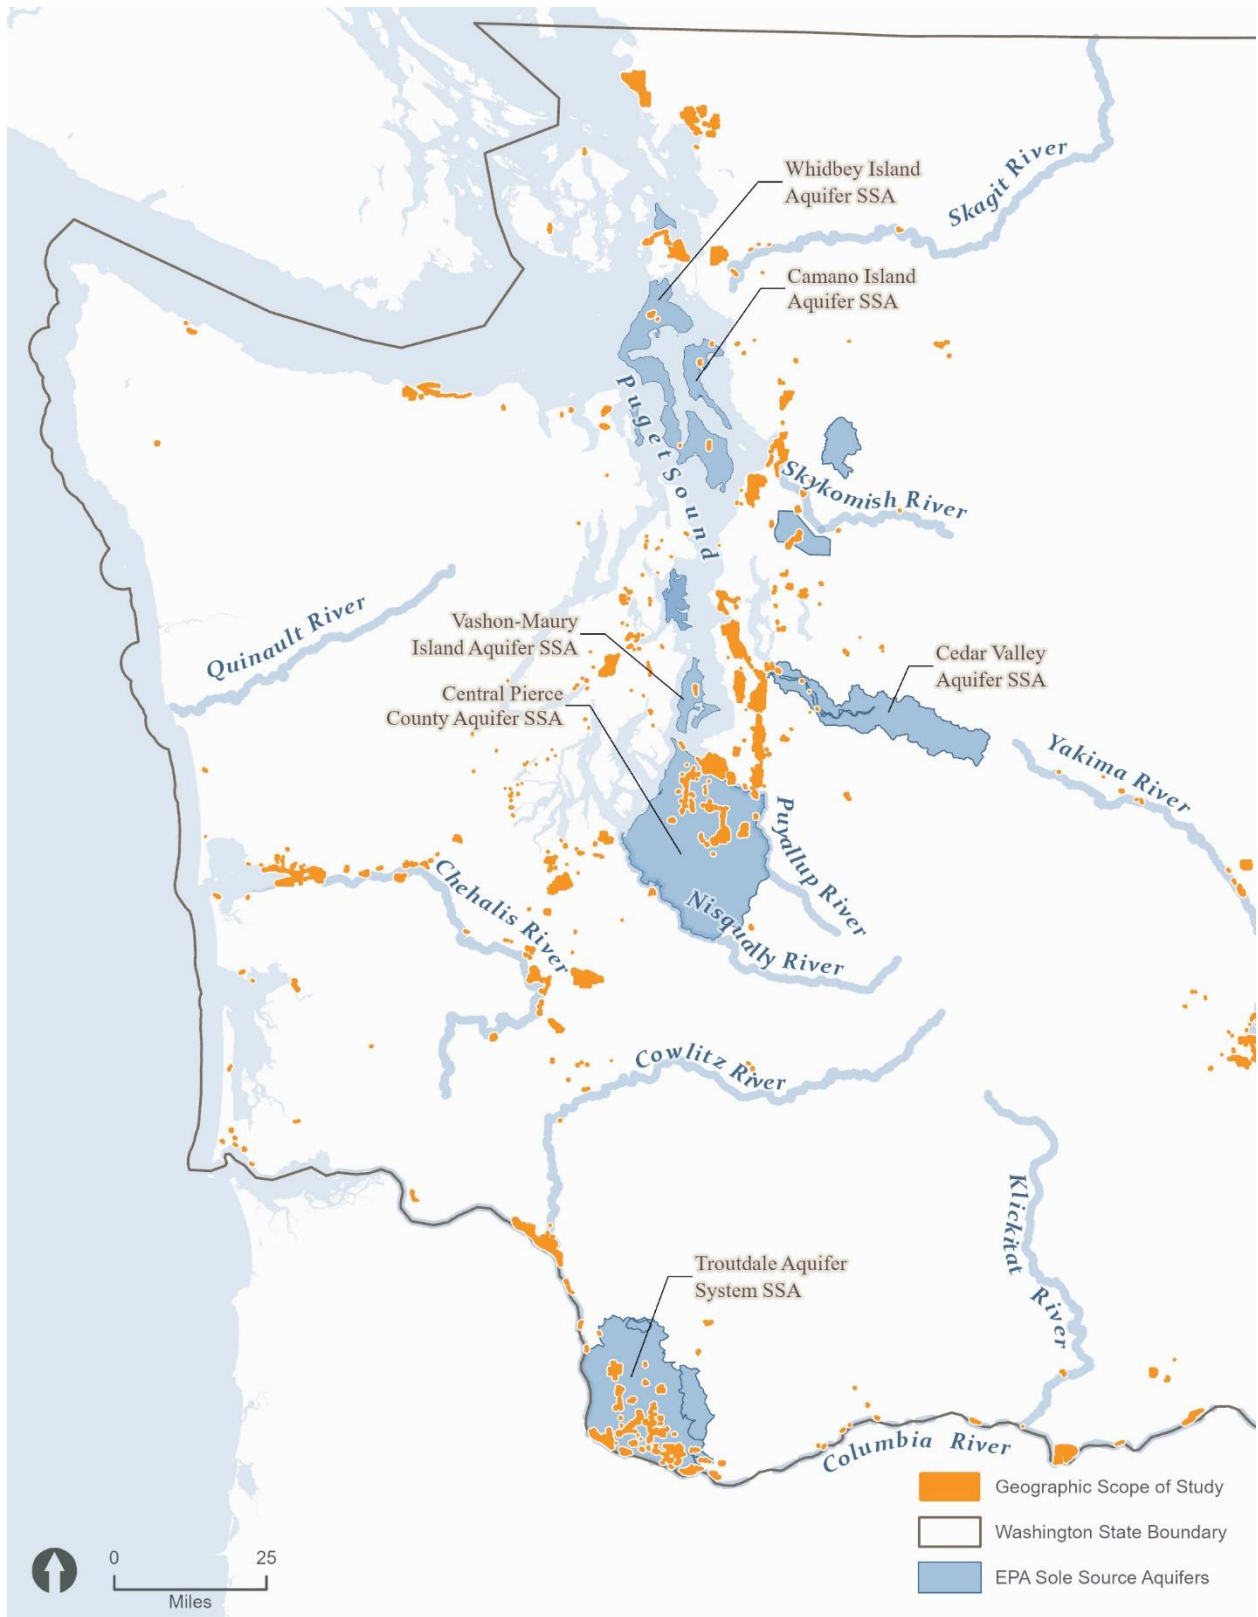 Whidbey Island
Aquifer SSA
Skagit River
Camano Island
Aquifer SSA
Puget Sound
Skykomish River
Quinault River
Vashon-Maury
Island Aquifer SSA
Central Pierce
County Aquifer SSA
Cedar Valley
Aquifer SSA
Yakima River
Puyallup River
Chehalis River
Nisqually River
Cowlitz River
Klickitat River
Troutdale Aquifer
System SSA
Columbia River
Geographic Scope of Study
Washington State Boundary
EPA Sole Source Aquifers
0 25
Miles